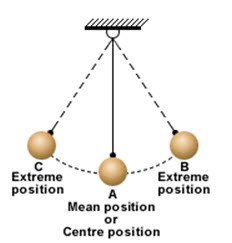 C
Extreme
position
B
Extreme
position
A
Mean position
or
Centre position